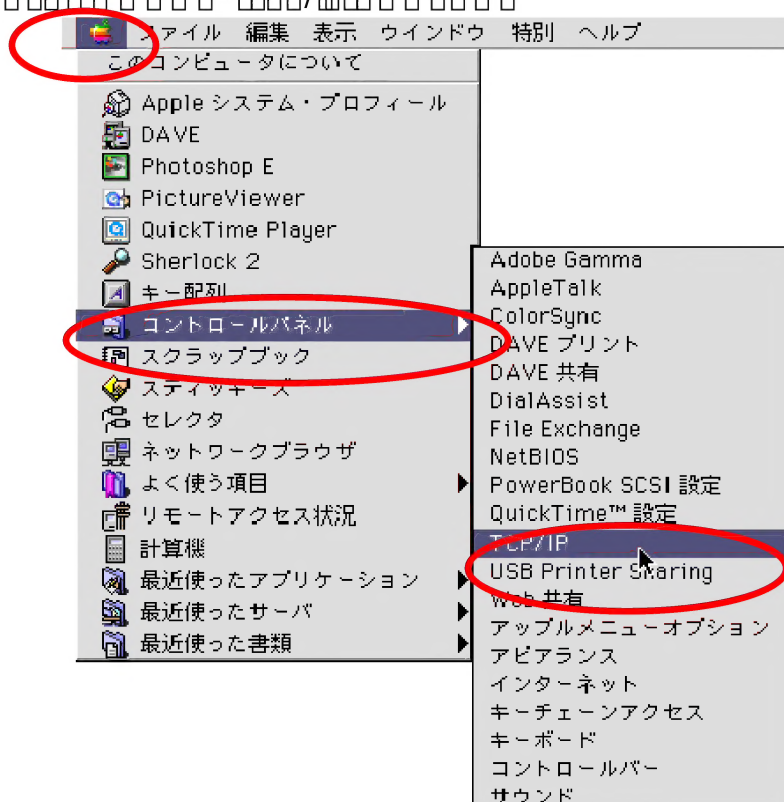 ファイル 編集 表示 ウインドウ 特別 ヘルプ
このコンピュータについて
Apple システム・プロフィール
DAVE
Photoshop E
PictureViewer
QuickTime Player
Sherlock 2
キー配列
コントロールパネル
スクラップブック
スティッキーズ
セレクタ
ネットワークブラウザ
よく使う項目
リモートアクセス状況
計算機
最近使ったアプリケーション
最近使ったサーバ
最近使った書類
Adobe Gamma
AppleTalk
ColorSync
DAVE プリント
DAVE 共有
DialAssist
File Exchange
NetBIOS
PowerBook SCSI 設定
QuickTime™ 設定
TCP/IP
USB Printer Sharing
Web 共有
アップルメニューオプション
アピアランス
インターネット
キーチェーンアクセス
キーボード
コントロールバー
サウンド